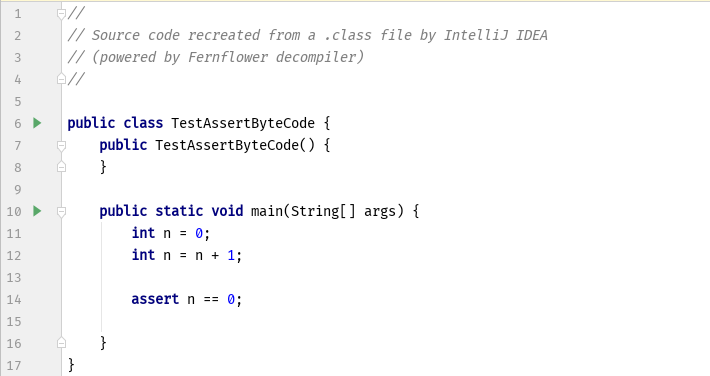 1 //
2 // Source code recreated from a .class file by IntelliJ IDEA
3 // (powered by Fernflower decompiler)
4 //
5
6 public class TestAssertByteCode {
7     public TestAssertByteCode() {
8     }
9
10     public static void main(String[] args) {
11         int n = 0;
12         int n = n + 1;
13
14         assert n == 0;
15
16     }
17 }